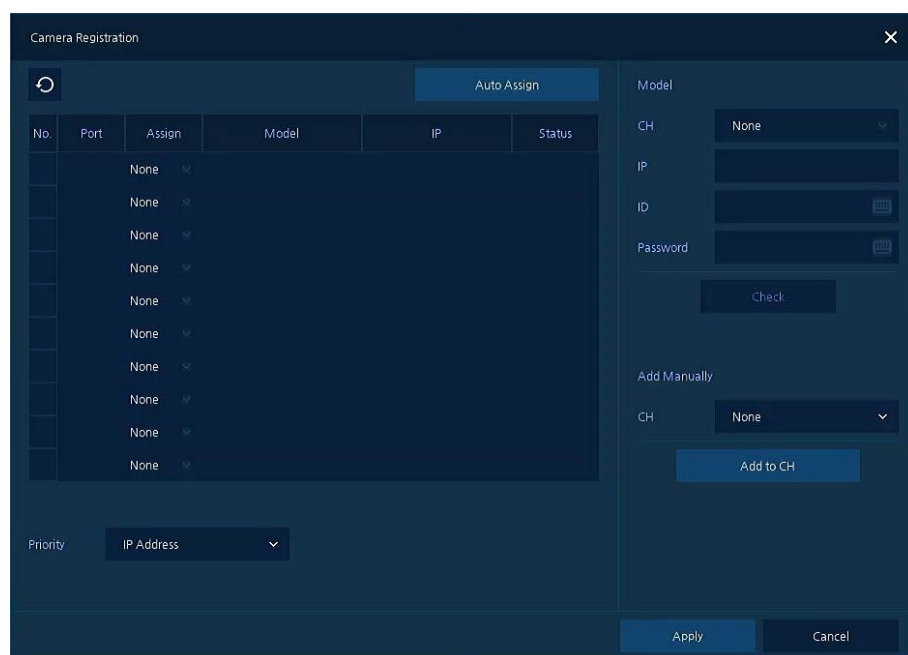 Camera Registration
Auto Assign
No. Port Assign Model IP Status
None
None
None
None
None
None
None
None
None
None
Priority IP Address
Model
CH None
IP
ID
Password
Check
Add Manually
CH None
Add to CH
Apply Cancel